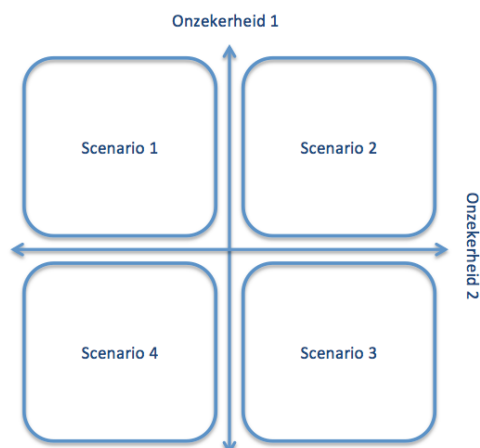 Onzekerheid 1
Scenario 1
Scenario 2
Onzekerheid 2
Scenario 4
Scenario 3